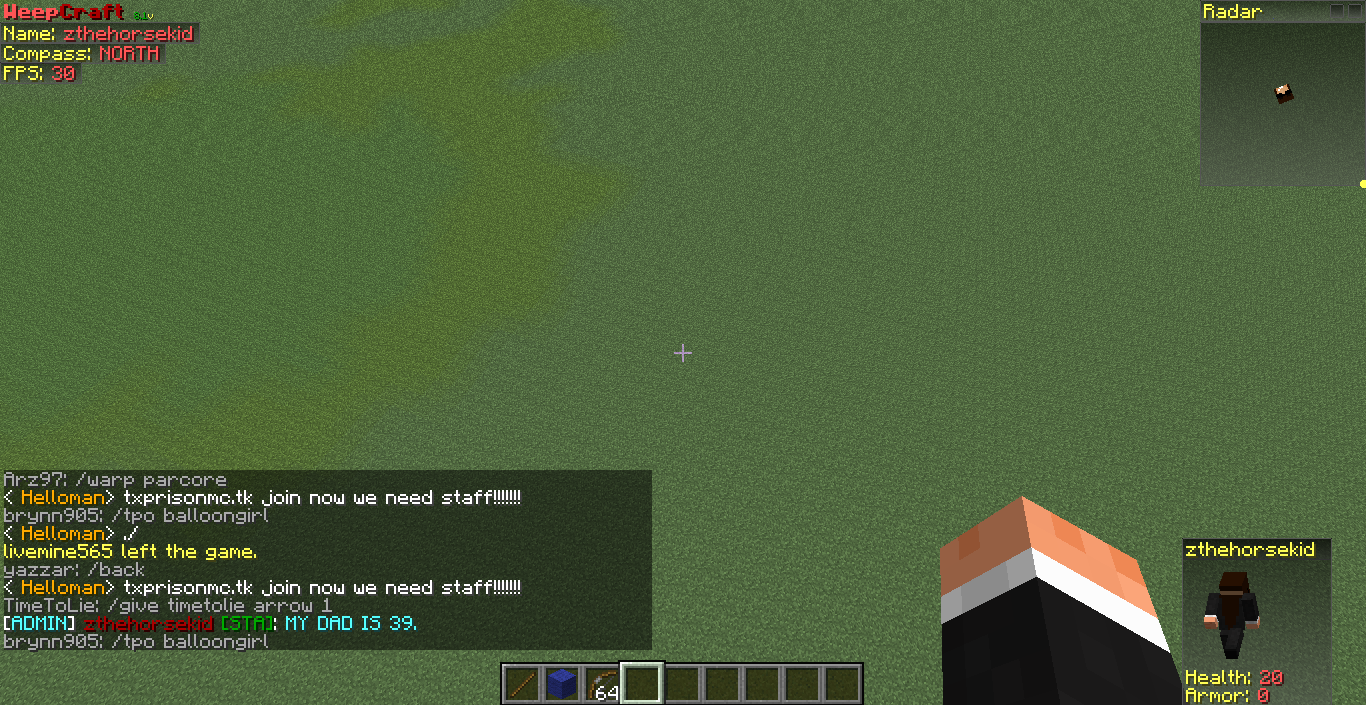 WeepCraft
Name: zthehorsekid
Compass: NORTH
FPS: 30
Radar
Arz97: /warp parcore
< Helloman> txprisonmc.tk join now we need staff!!!!!!
brynn905: /tpo balloongirl
< Helloman> ./
livemine565 left the game.
yazzar: /back
< Helloman> txprisonmc.tk join now we need staff!!!!!!
TimeToLie: /give timetolie arrow 1
[ADMIN] zthehorsekid [STA]: MY DAD IS 39.
brynn905: /tpo balloongirl
64
zthehorsekid
Health: 20
Armor: 0